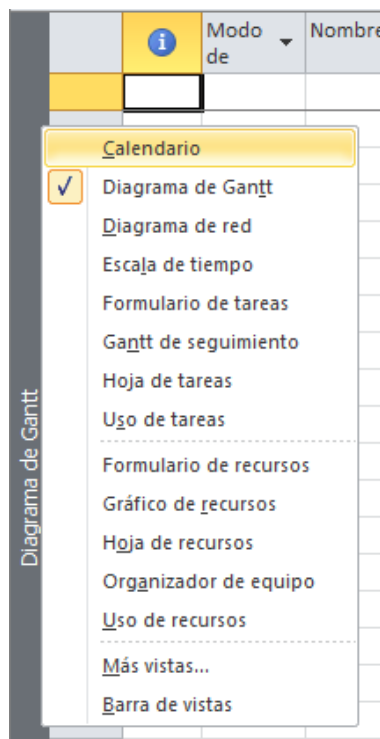 Modo
de
Nombre
Calendario
Diagrama de Gantt
Diagrama de red
Escala de tiempo
Formulario de tareas
Gantt de seguimiento
Hoja de tareas
Uso de tareas
Formulario de recursos
Gráfico de recursos
Hoja de recursos
Organizador de equipo
Uso de recursos
Más vistas...
Barra de vistas
Diagrama de Gantt